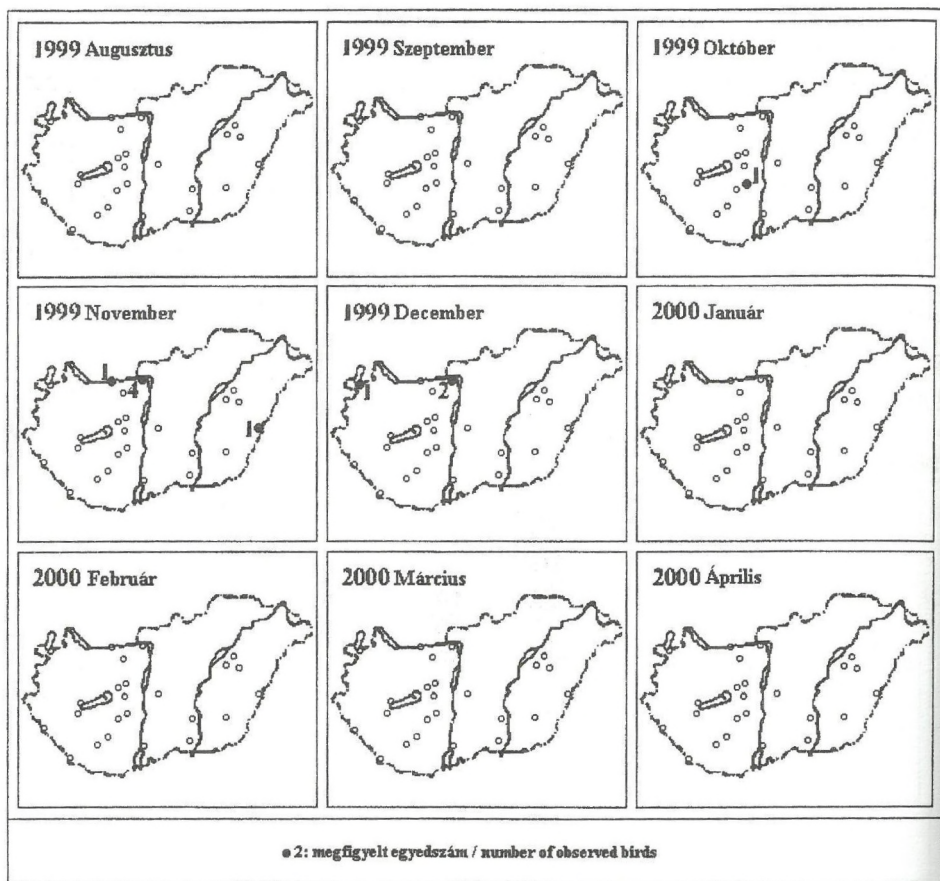 1999 Augusztus
1999 Szeptember
1999 Október
1
1999 November
1
4
1
1999 December
1
2
2000 Január
2000 Február
2000 Március
2000 Április
● 2: megfigyelt egyedszám / number of observed birds